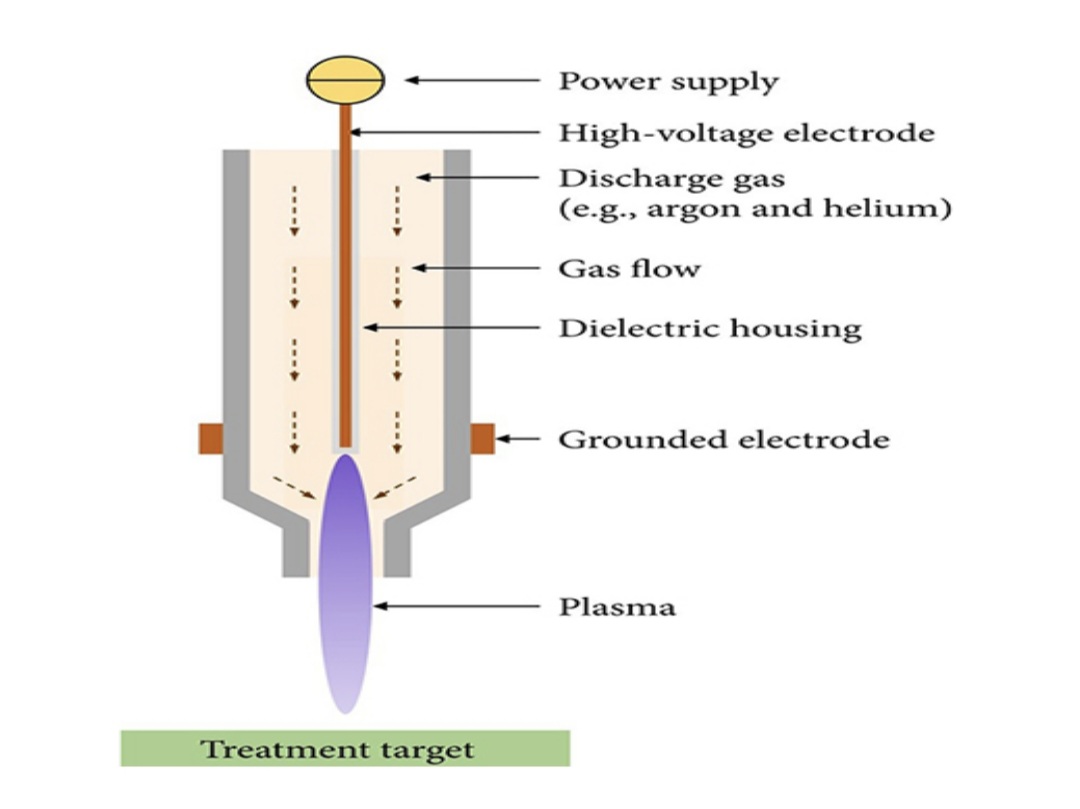 Power supply
High-voltage electrode
Discharge gas
(e.g., argon and helium)
Gas flow
Dielectric housing
Grounded electrode
Plasma
Treatment target